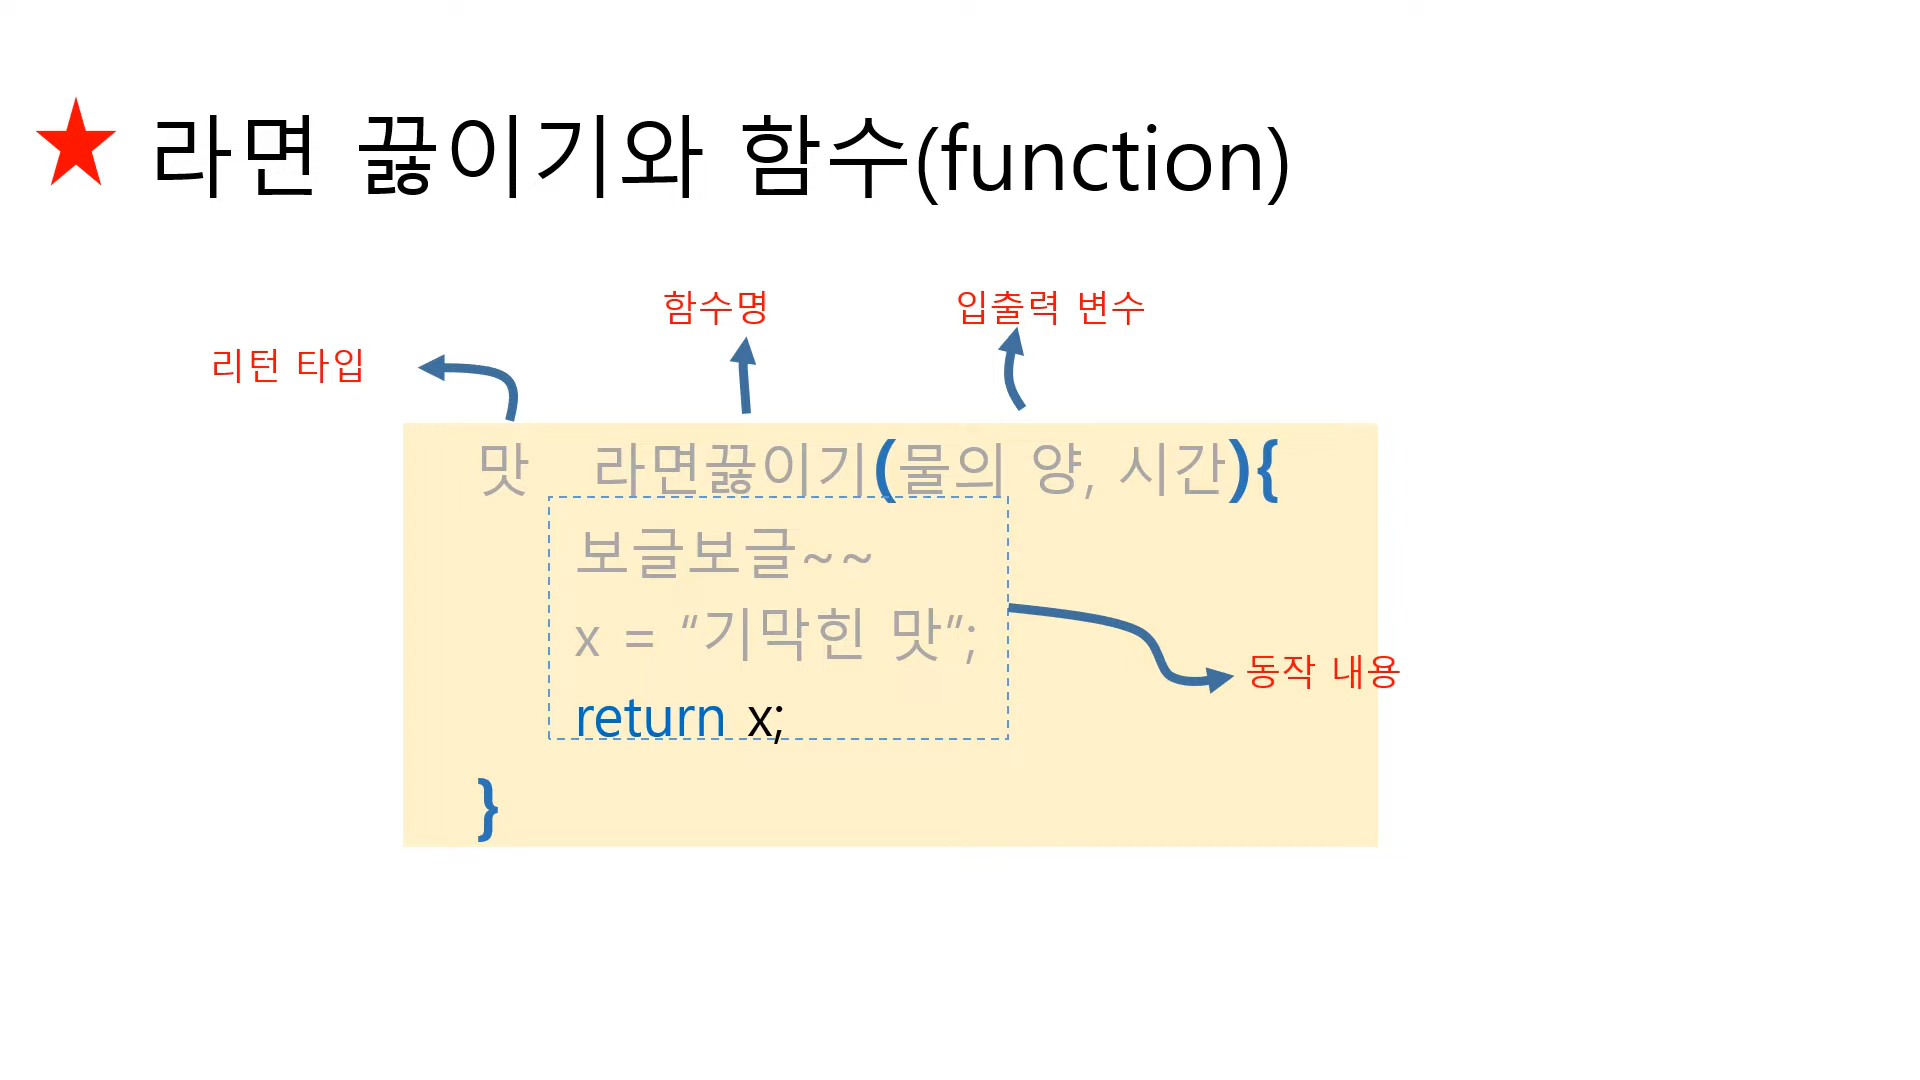 ★ 라면 끓이기와 함수(function)
함수명
입출력 변수
리턴 타입
맛 라면끓이기(물의 양, 시간){
보글보글~~
x = “기막힌 맛”;
동작 내용
return x;
}